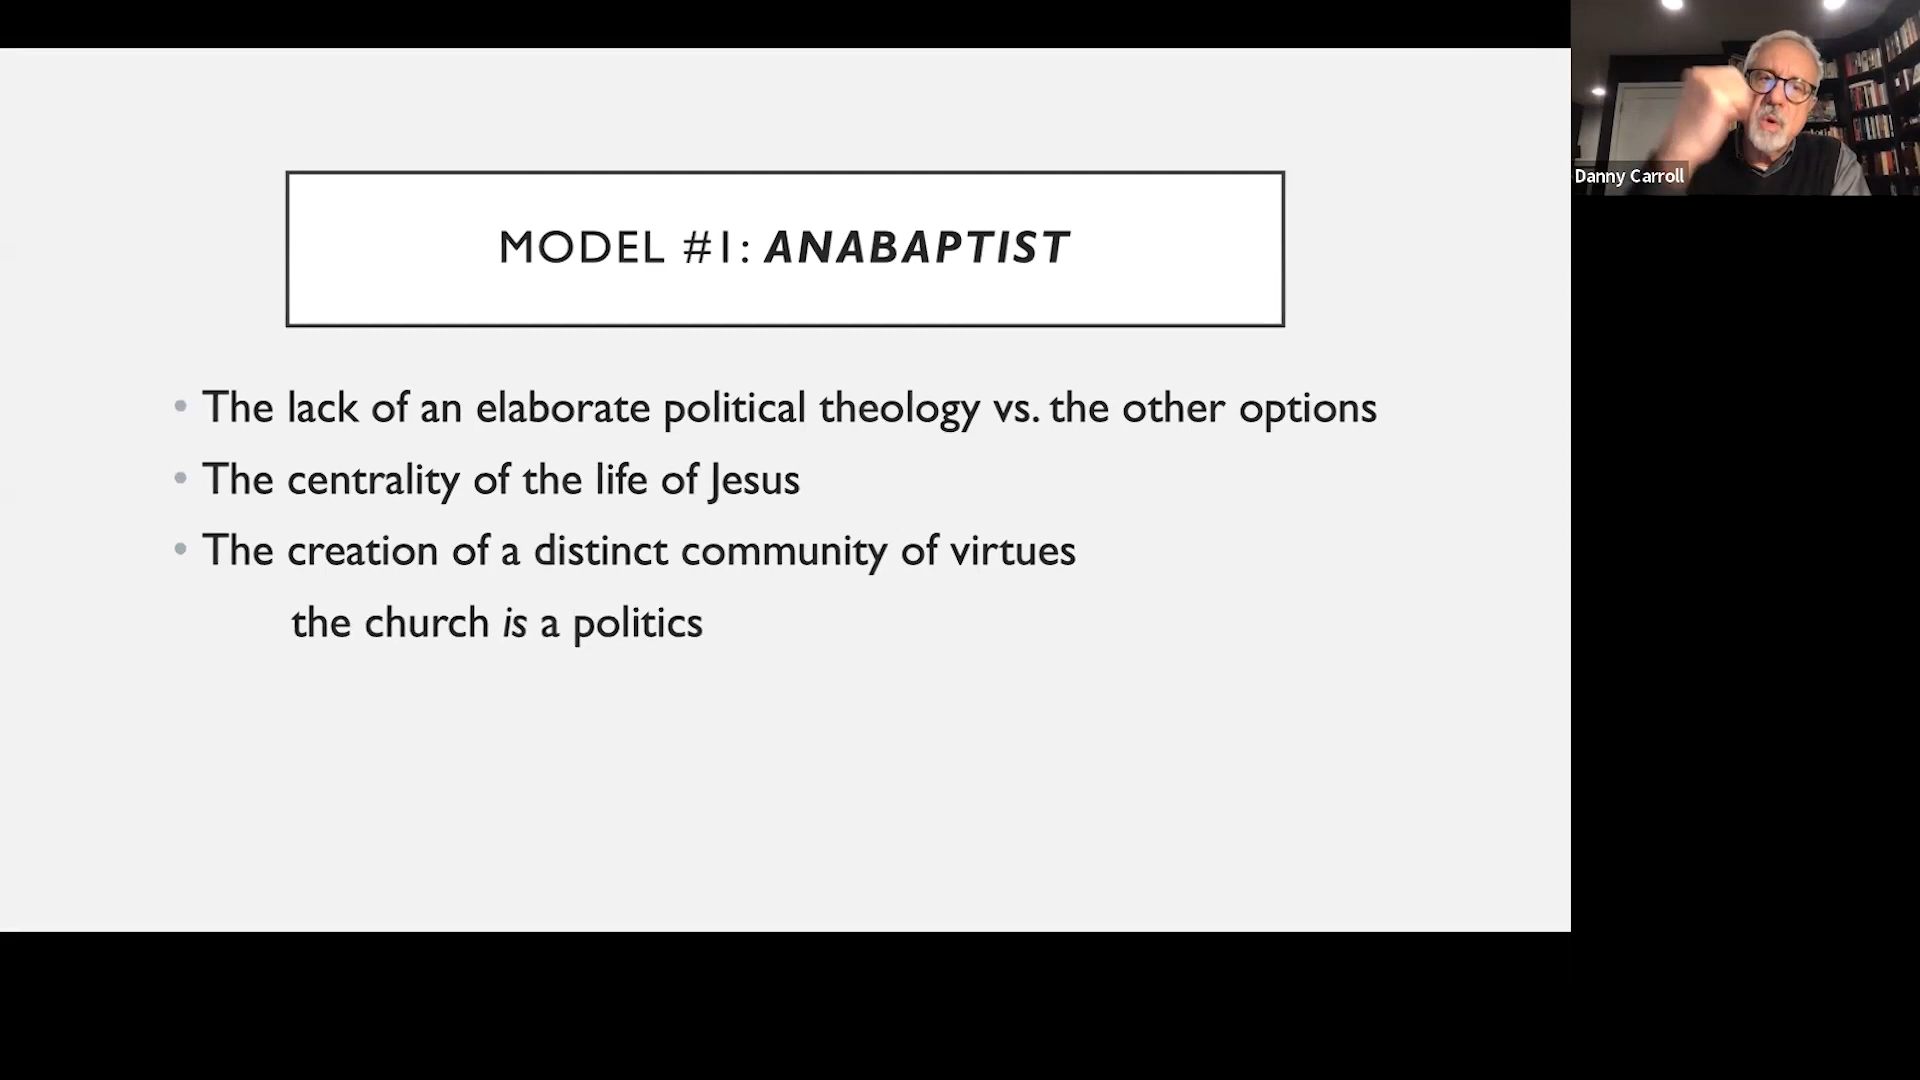 MODEL #1: ANABAPTIST
• The lack of an elaborate political theology vs. the other options
• The centrality of the life of Jesus
• The creation of a distinct community of virtues
the church is a politics
Danny Carroll